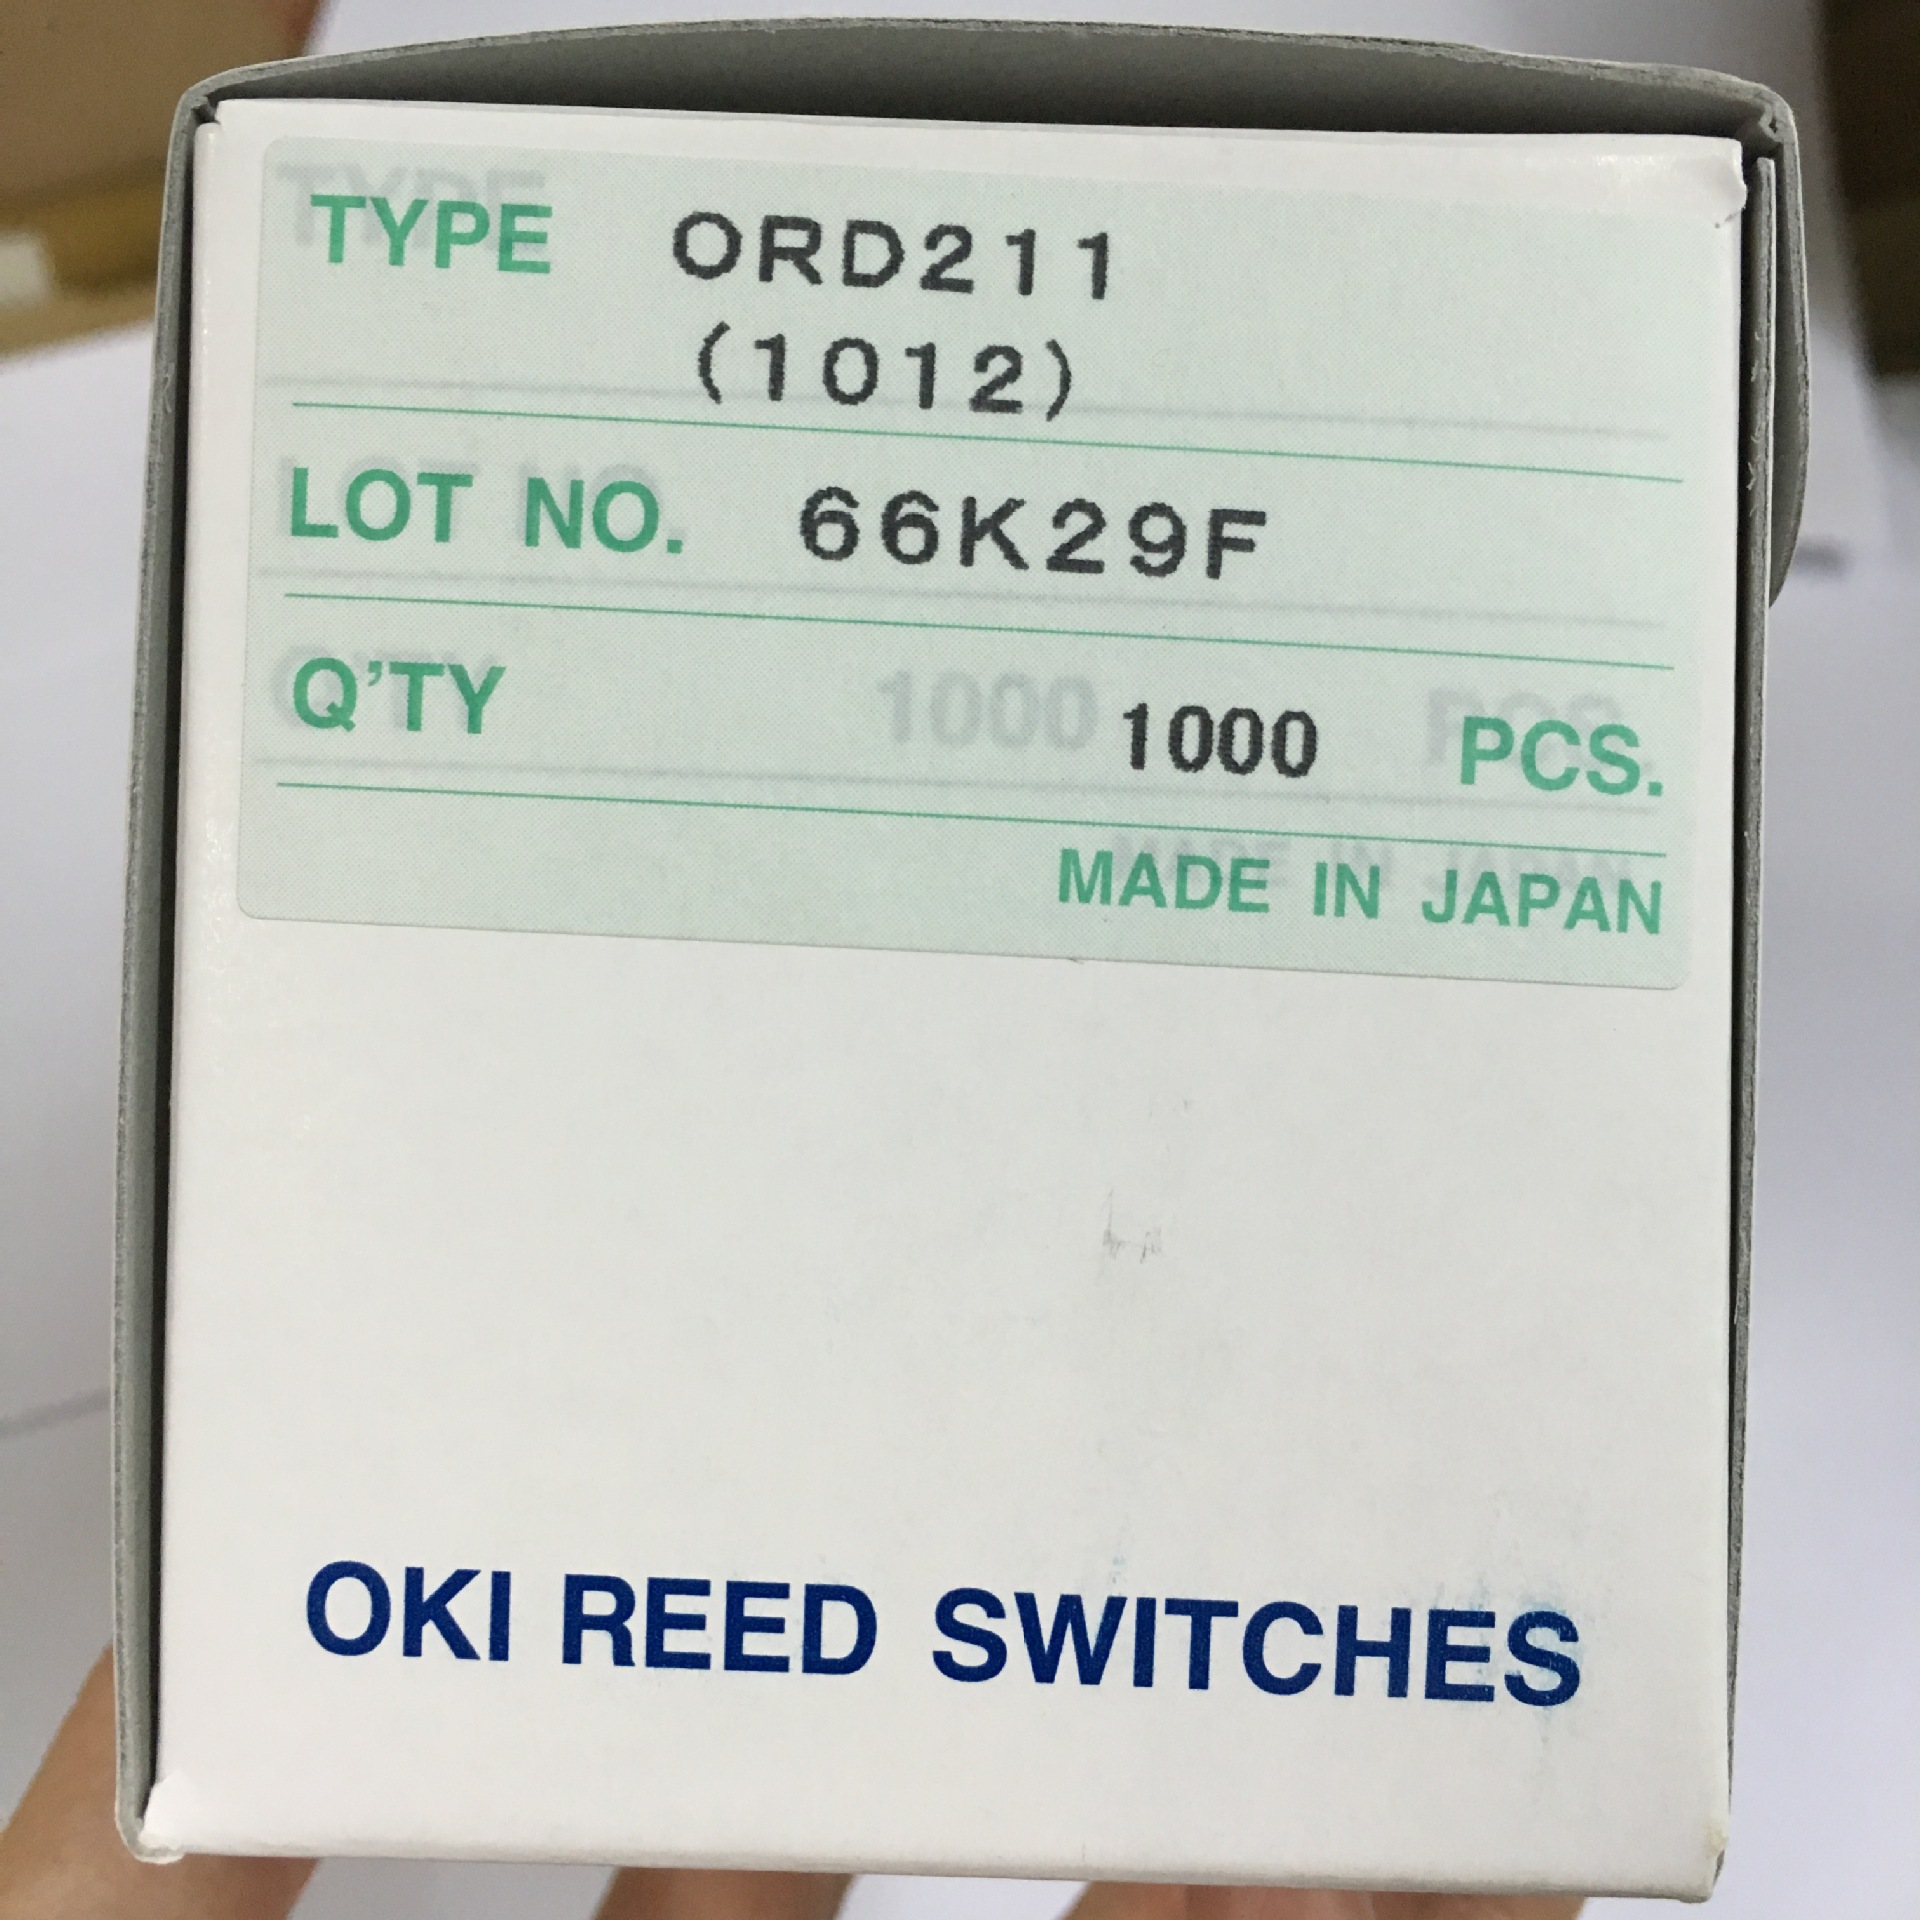 TYPE ORD211
(1012)
LOT NO. 66K29F
Q'TY 1000 PCS.
MADE IN JAPAN
OKI REED SWITCHES